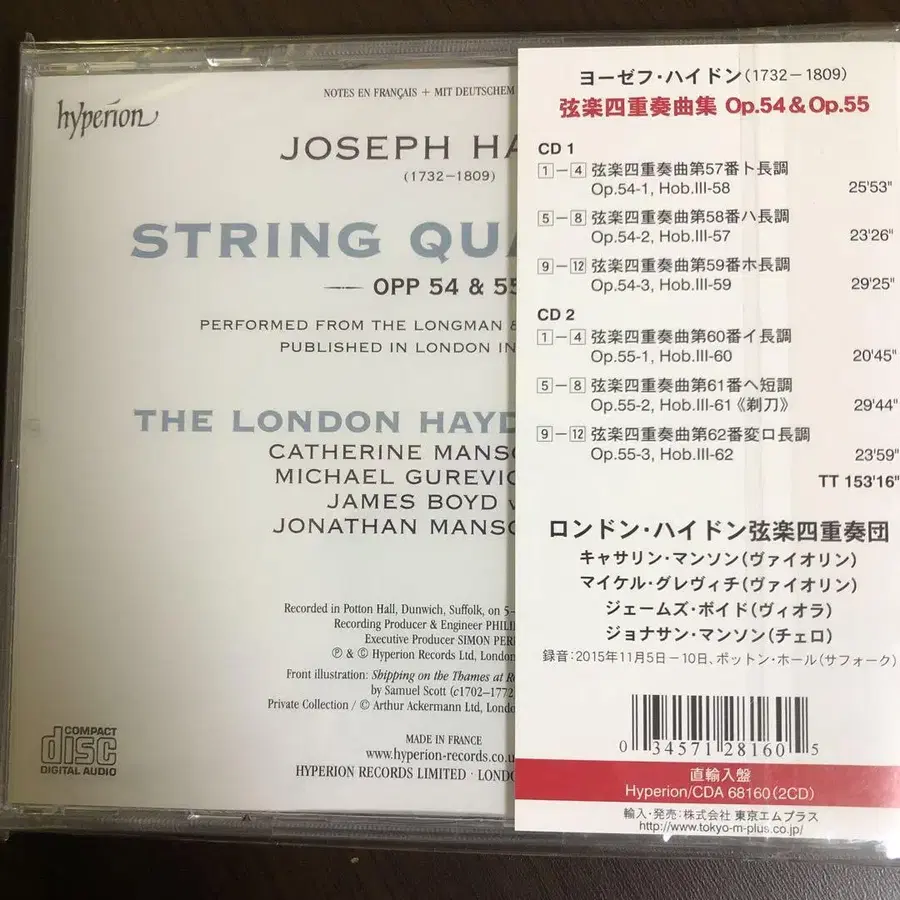 hyperion
NOTES EN FRANÇAIS + MIT DEUTSCHEM
JOSEPH HA
(1732–1809)
STRING QUA
OPP 54 & 55
PERFORMED FROM THE LONGMAN &
PUBLISHED IN LONDON IN
THE LONDON HAYD
CATHERINE MANSO
MICHAEL GUREVIC
JAMES BOYD
JONATHAN MANSO
Recorded in Potton Hall, Dunwich, Suffolk, on 5–
Recording Producer & Engineer PHILI
Executive Producer SIMON PER
Ⓟ & © Hyperion Records Ltd, London
Front illustration: Shipping on the Thames at Ro
by Samuel Scott (c1702–1772
Private Collection / © Arthur Ackermann Ltd, Londo
MADE IN FRANCE
www.hyperion-records.co.u
HYPERION RECORDS LIMITED · LONDO
COMPACT
disc
DIGITAL AUDIO
ヨーゼフ・ハイドン(1732－1809)
弦楽四重奏曲集 Op.54&Op.55
CD 1
1－4 弦楽四重奏曲第57番ト長調
Op.54-1, Hob.III-58 25'53"
5－8 弦楽四重奏曲第58番ハ長調
Op.54-2, Hob.III-57 23'26"
9－12 弦楽四重奏曲第59番ホ長調
Op.54-3, Hob.III-59 29'25"
CD 2
1－4 弦楽四重奏曲第60番イ長調
Op.55-1, Hob.III-60 20'45"
5－8 弦楽四重奏曲第61番ヘ短調
Op.55-2, Hob.III-61《剃刀》 29'44"
9－12 弦楽四重奏曲第62番変ロ長調
Op.55-3, Hob.III-62 23'59"
TT 153'16"
ロンドン・ハイドン弦楽四重奏団
キャサリン・マンソン(ヴァイオリン)
マイケル・グレヴィチ(ヴァイオリン)
ジェームズ・ボイド(ヴィオラ)
ジョナサン・マンソン(チェロ)
録音:2015年11月5日－10日、ポットン・ホール(サフォーク)
0 34571 28160 5
直輸入盤
Hyperion/CDA 68160(2CD)
輸入・発売:株式会社 東京エムプラス
http://www.tokyo-m-plus.co.jp/